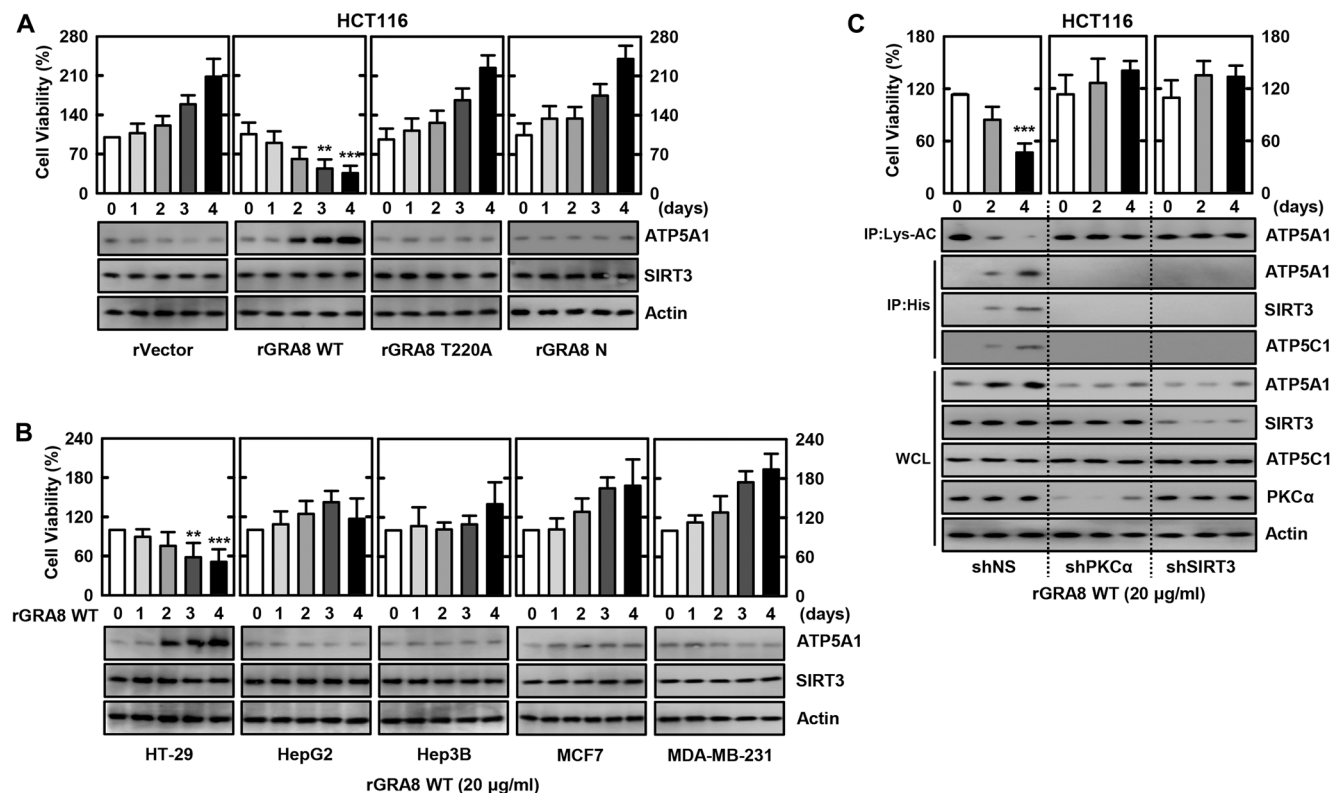 A
HCT116
Cell Viability (%)
280 280
210 210
140 140
70 70
0 0
0 1 2 3 4 0 1 2 3 4 0 1 2 3 4 0 1 2 3 4 (days)
** ***
ATP5A1
SIRT3
Actin
rVector rGRA8 WT rGRA8 T220A rGRA8 N
B
Cell Viability (%)
240 240
180 180
120 120
60 60
0 0
** ***
rGRA8 WT 0 1 2 3 4 0 1 2 3 4 0 1 2 3 4 0 1 2 3 4 0 1 2 3 4 (days)
ATP5A1
SIRT3
Actin
HT-29 HepG2 Hep3B MCF7 MDA-MB-231
rGRA8 WT (20 µg/ml)
C
HCT116
Cell Viability (%)
180 180
120 120
60 60
0 0
***
0 2 4 0 2 4 0 2 4 (days)
IP:Lys-AC ATP5A1
IP:His
ATP5A1
SIRT3
ATP5C1
WCL
ATP5A1
SIRT3
ATP5C1
PKCα
Actin
shNS shPKCα shSIRT3
rGRA8 WT (20 µg/ml)